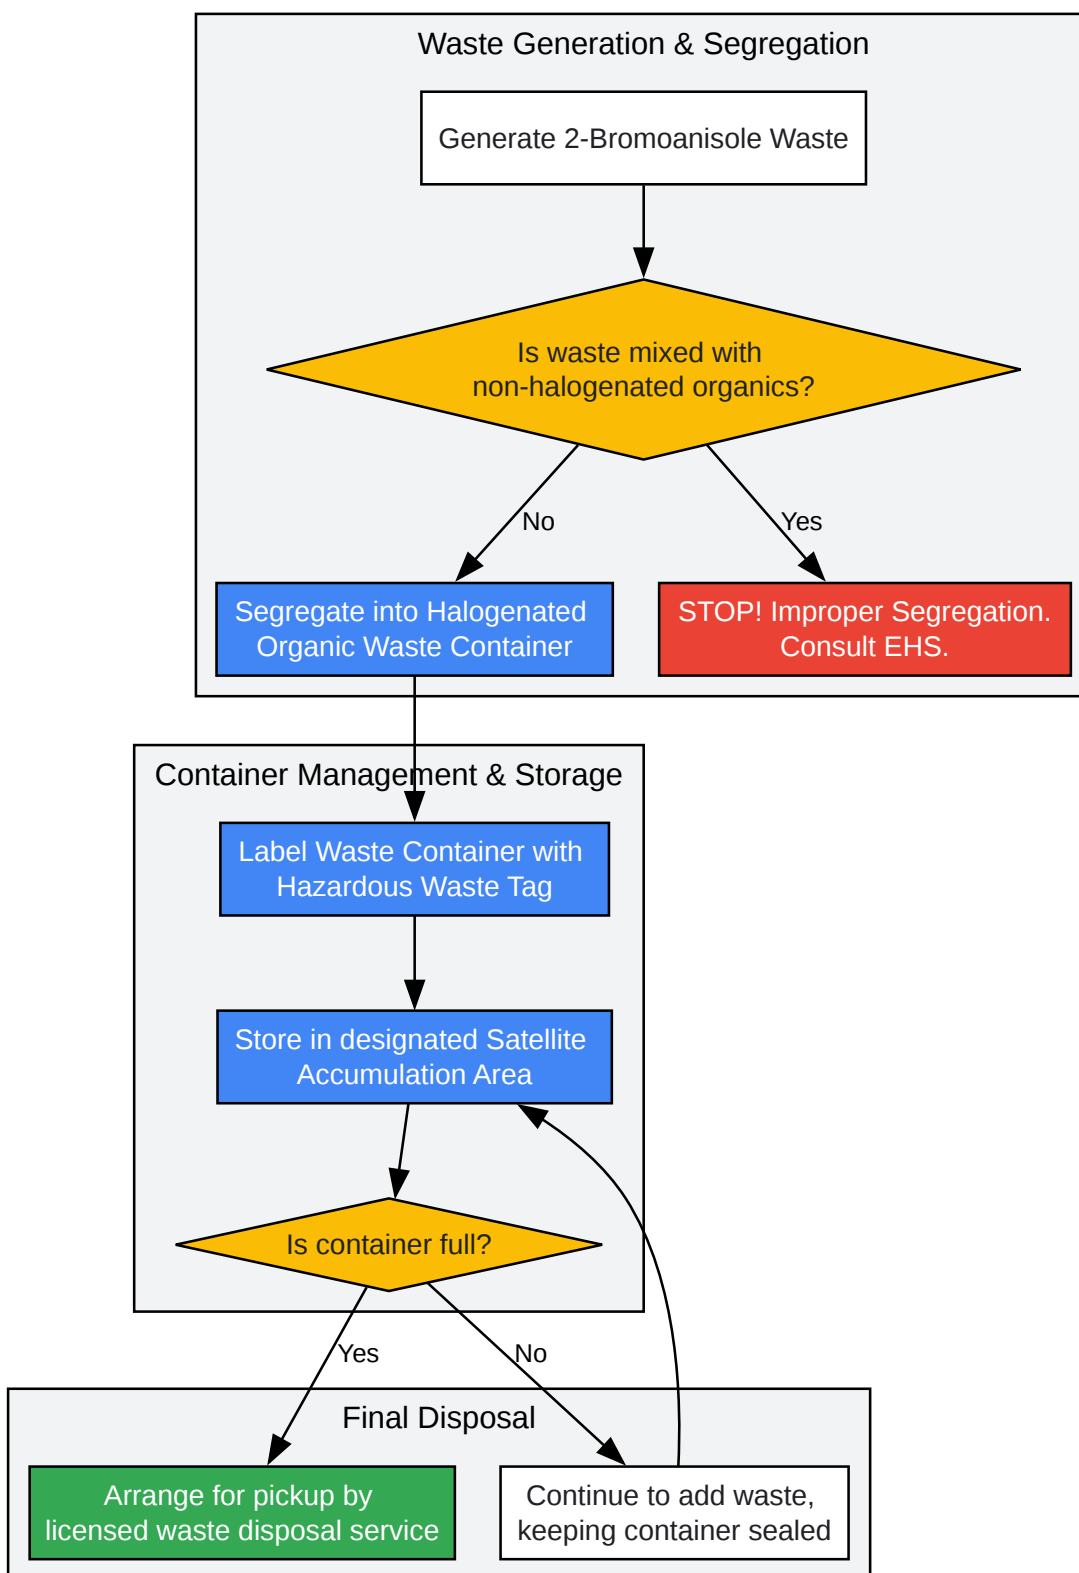 Waste Generation & Segregation
Generate 2-Bromoanisole Waste
Is waste mixed with
non-halogenated organics?
No
Yes
Segregate into Halogenated
Organic Waste Container
STOP! Improper Segregation.
Consult EHS.
Container Management & Storage
Label Waste Container with
Hazardous Waste Tag
Store in designated Satellite
Accumulation Area
Is container full?
Yes
No
Final Disposal
Arrange for pickup by
licensed waste disposal service
Continue to add waste,
keeping container sealed